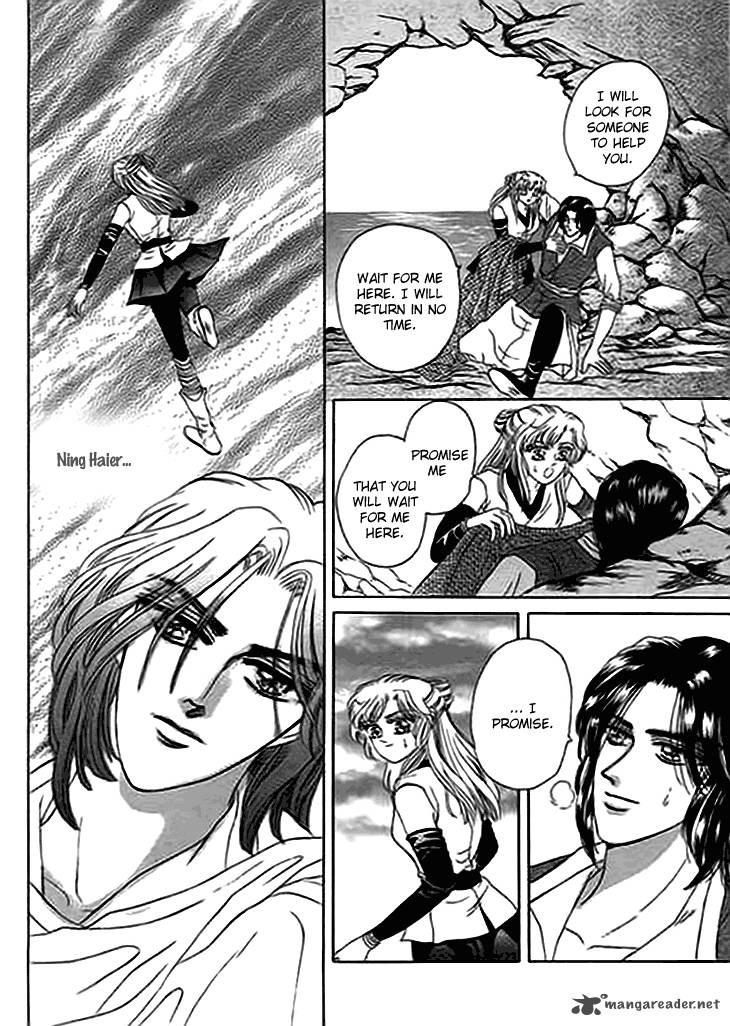 I WILL
LOOK FOR
SOMEONE
TO HELP
YOU.
WAIT FOR ME
HERE. I WILL
RETURN IN NO
TIME.
PROMISE
ME
THAT YOU
WILL WAIT
FOR ME
HERE.
... I
PROMISE.
Ning Haier...
mangareader.net